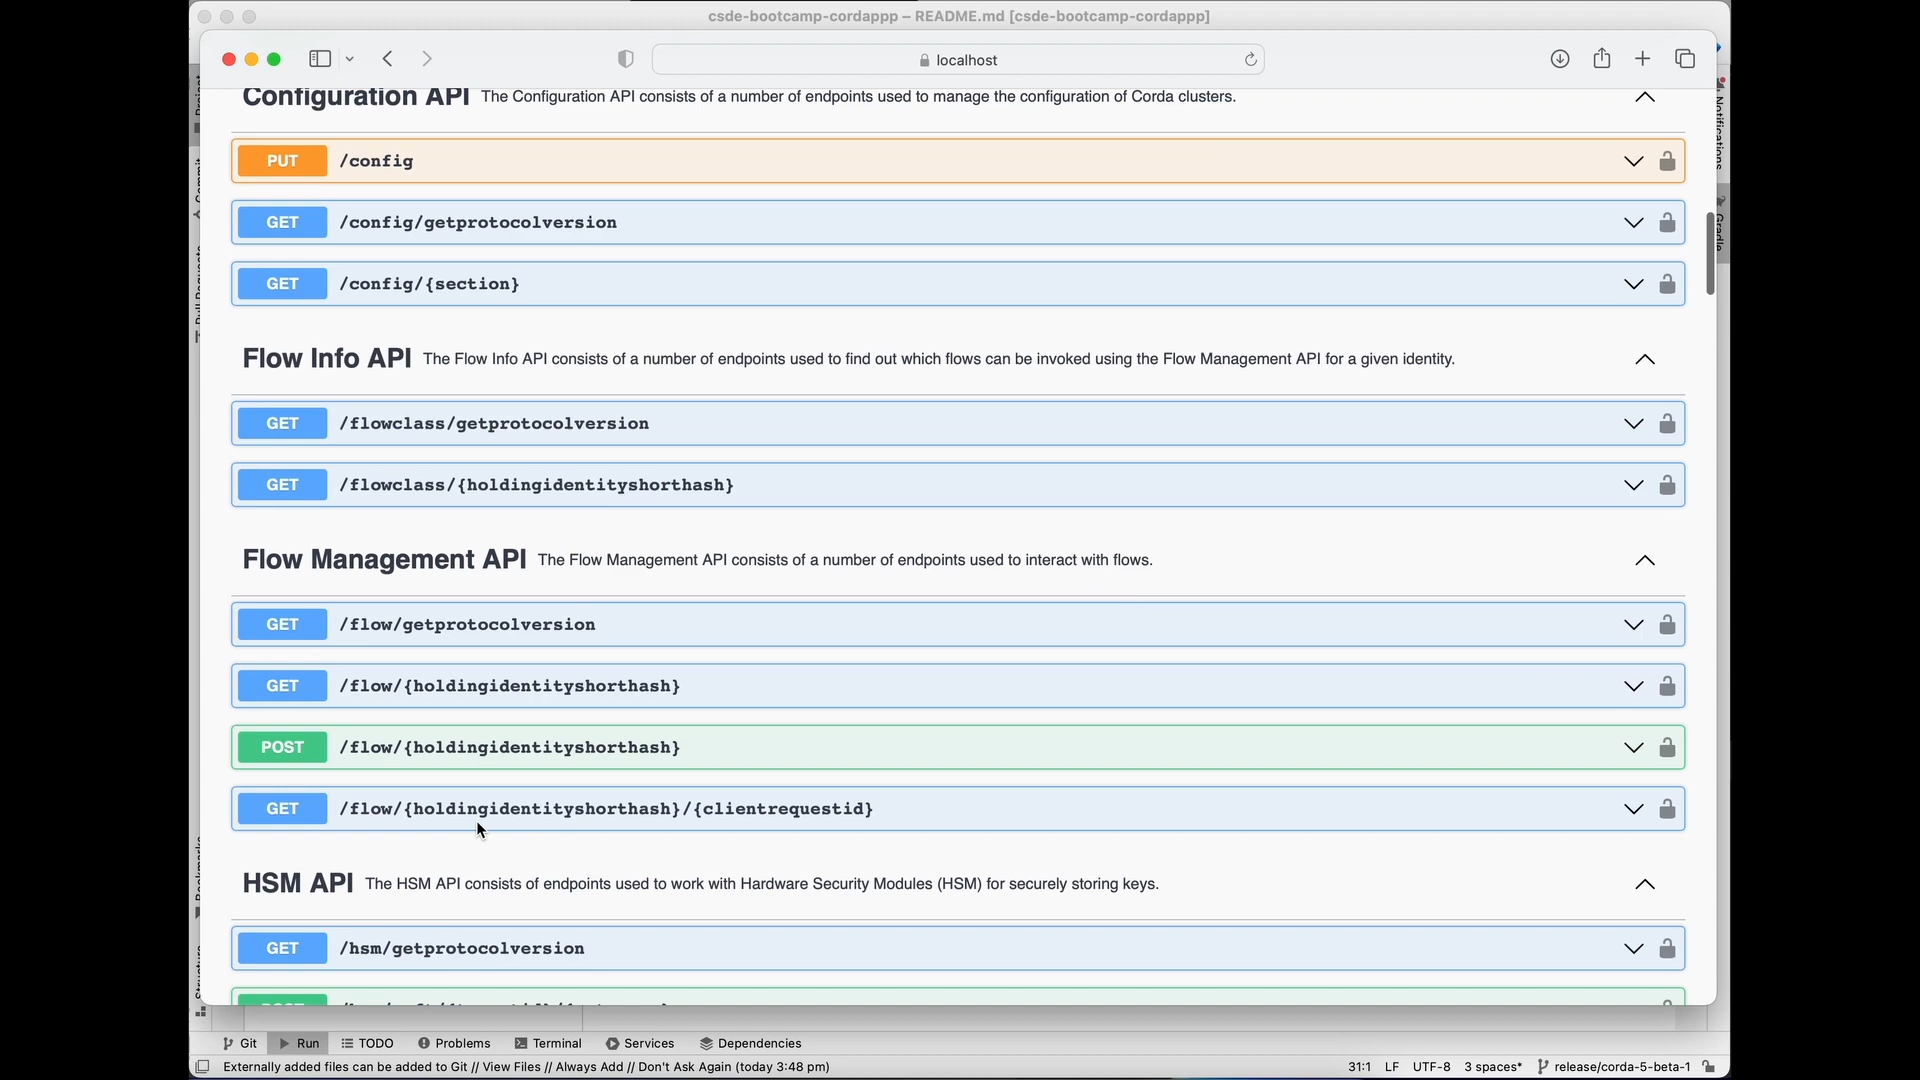 csde-bootcamp-cordappp – README.md [csde-bootcamp-cordappp]
localhost
Configuration API The Configuration API consists of a number of endpoints used to manage the configuration of Corda clusters.
PUT /config
GET /config/getprotocolversion
GET /config/{section}
Flow Info API The Flow Info API consists of a number of endpoints used to find out which flows can be invoked using the Flow Management API for a given identity.
GET /flowclass/getprotocolversion
GET /flowclass/{holdingidentityshorthash}
Flow Management API The Flow Management API consists of a number of endpoints used to interact with flows.
GET /flow/getprotocolversion
GET /flow/{holdingidentityshorthash}
POST /flow/{holdingidentityshorthash}
GET /flow/{holdingidentityshorthash}/{clientrequestid}
HSM API The HSM API consists of endpoints used to work with Hardware Security Modules (HSM) for securely storing keys.
GET /hsm/getprotocolversion
Notifications
Gradle
Git Run TODO Problems Terminal Services Dependencies
Externally added files can be added to Git // View Files // Always Add // Don't Ask Again (today 3:48 pm) 31:1 LF UTF-8 3 spaces* release/corda-5-beta-1